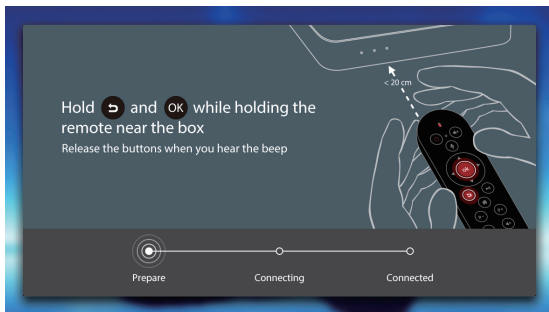 Hold and OK while holding the
remote near the box
Release the buttons when you hear the beep
< 20 cm
OK
Prepare
Connecting
Connected